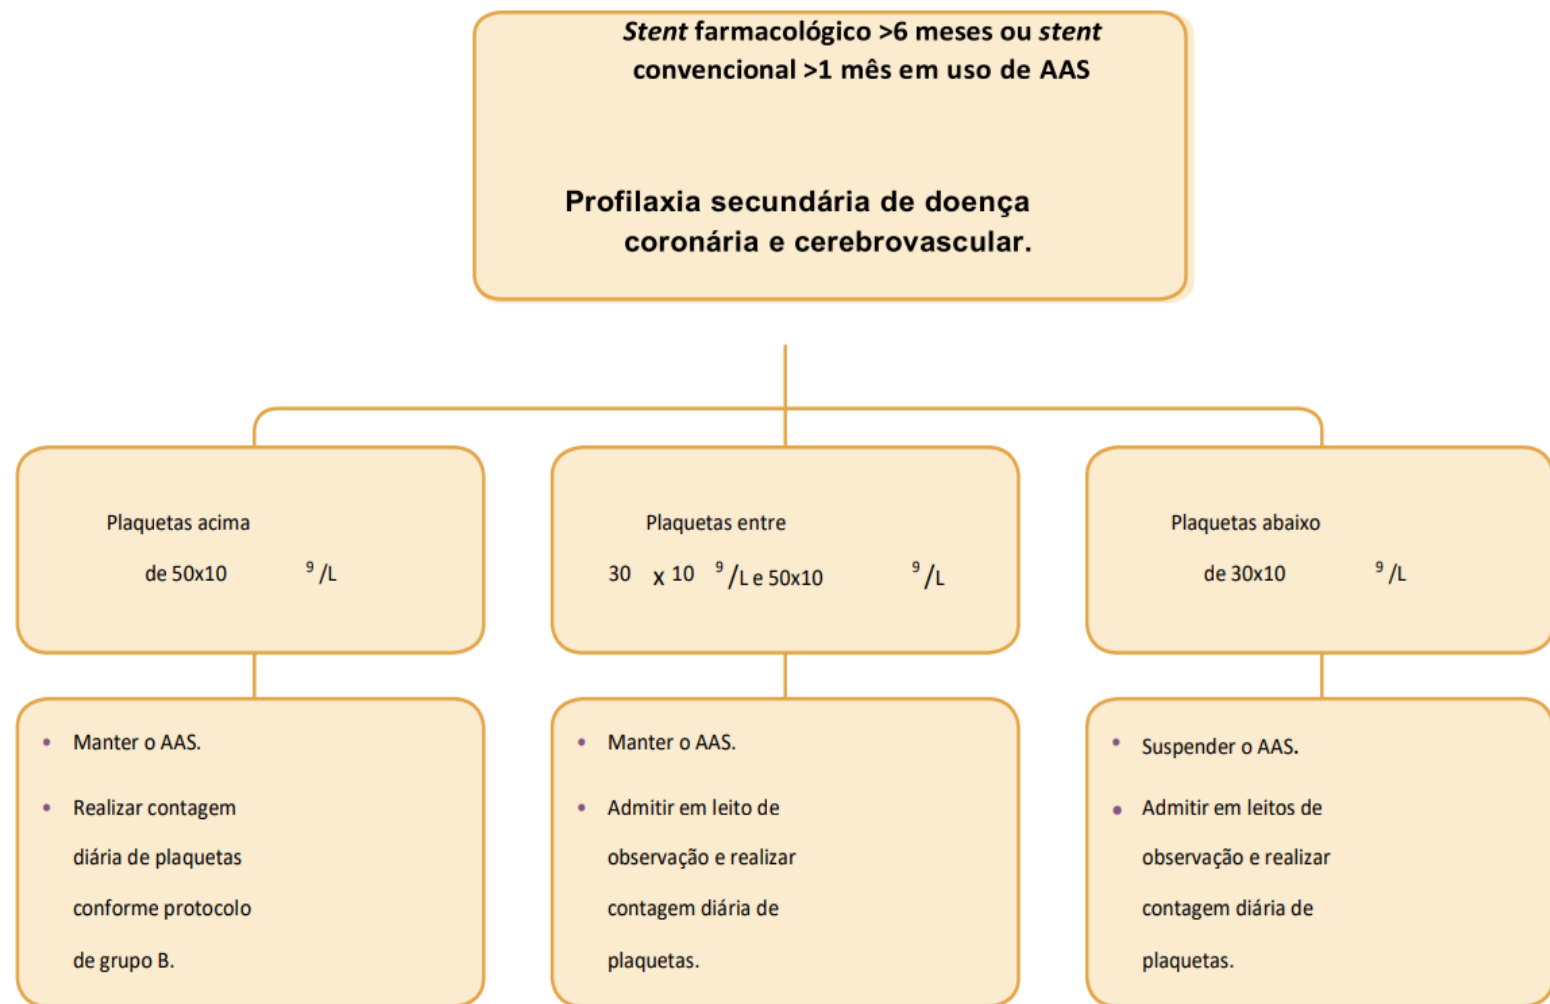 Stent farmacológico >6 meses ou stent
convencional >1 mês em uso de AAS
Profilaxia secundária de doença
coronária e cerebrovascular.
Plaquetas acima
de 50x10 ⁹ /L
Plaquetas entre
30 x 10 ⁹ /L e 50x10 ⁹ /L
Plaquetas abaixo
de 30x10 ⁹ /L
• Manter o AAS.
• Realizar contagem
diária de plaquetas
conforme protocolo
de grupo B.
• Manter o AAS.
• Admitir em leito de
observação e realizar
contagem diária de
plaquetas.
• Suspender o AAS.
• Admitir em leitos de
observação e realizar
contagem diária de
plaquetas.